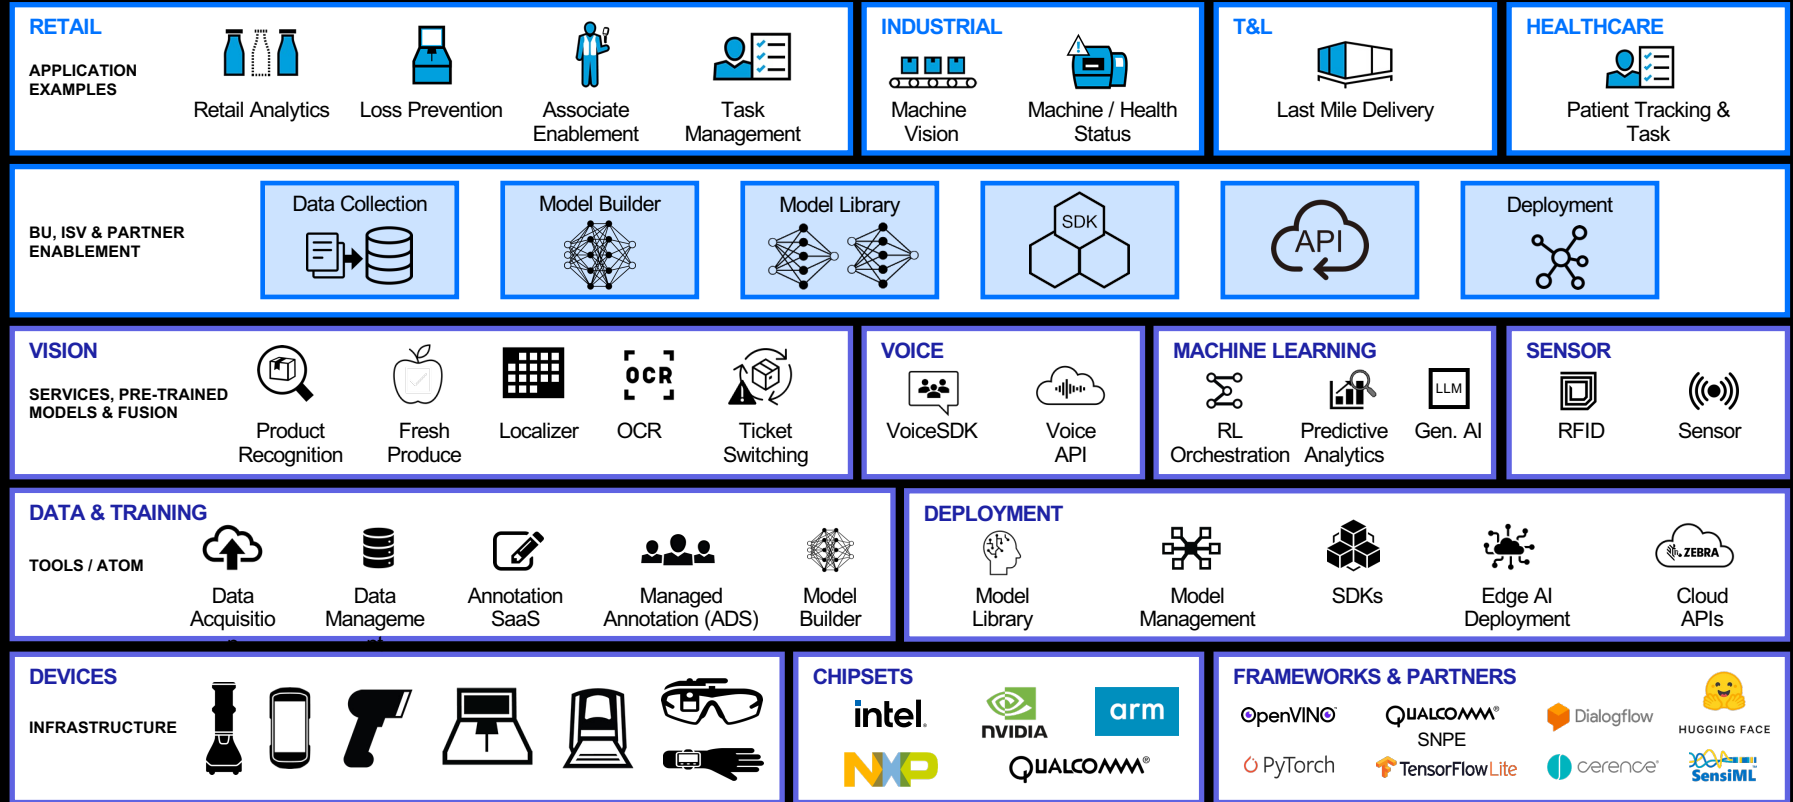 RETAIL
APPLICATION
EXAMPLES
Retail Analytics
Loss Prevention
Associate
Enablement
Task
Management
INDUSTRIAL
Machine
Vision
Machine / Health
Status
T&L
Last Mile Delivery
HEALTHCARE
Patient Tracking &
Task
BU, ISV & PARTNER
ENABLEMENT
Data Collection
Model Builder
Model Library
SDK
API
Deployment
VISION
SERVICES, PRE-TRAINED
MODELS & FUSION
Product
Recognition
Fresh
Produce
Localizer
OCR
OCR
Ticket
Switching
VOICE
VoiceSDK
Voice
API
MACHINE LEARNING
RL
Orchestration
Predictive
Analytics
LLM
Gen. AI
SENSOR
RFID
Sensor
DATA & TRAINING
TOOLS / ATOM
Data
Acquisitio
n
Data
Manageme
nt
Annotation
SaaS
Managed
Annotation (ADS)
Model
Builder
DEPLOYMENT
Model
Library
Model
Management
SDKs
Edge AI
Deployment
ZEBRA
Cloud
APIs
DEVICES
INFRASTRUCTURE
CHIPSETS
intel.
NVIDIA
arm
NXP
QUALCOMM®
FRAMEWORKS & PARTNERS
OpenVINO
QUALCOMM®
SNPE
Dialogflow
HUGGING FACE
PyTorch
TensorFlow Lite
cerence
SensiML